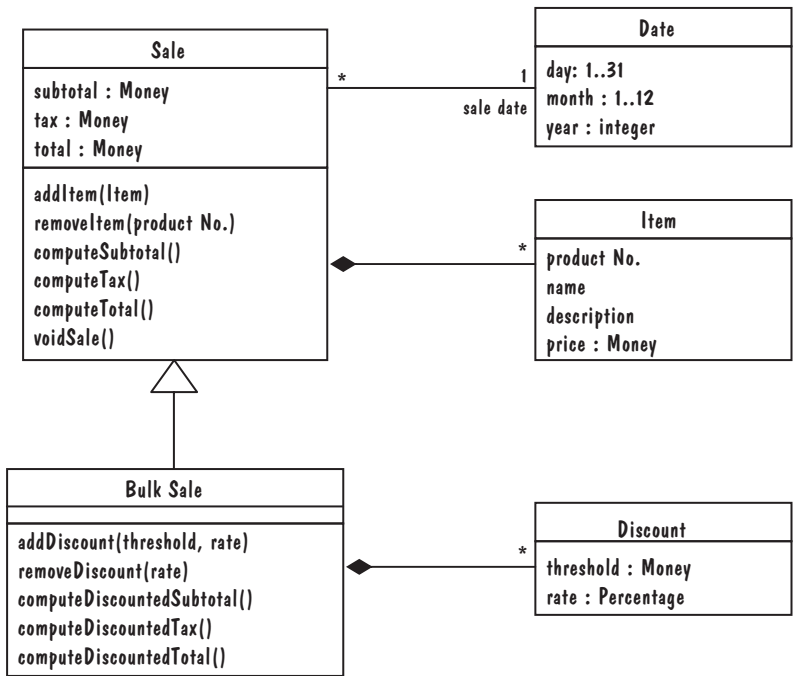 Sale
subtotal : Money
tax : Money
total : Money
addItem(Item)
removeItem(product No.)
computeSubtotal()
computeTax()
computeTotal()
voidSale()
*
1
sale date
Date
day: 1..31
month : 1..12
year : integer
*
Item
product No.
name
description
price : Money
Bulk Sale
addDiscount(threshold, rate)
removeDiscount(rate)
computeDiscountedSubtotal()
computeDiscountedTax()
computeDiscountedTotal()
*
Discount
threshold : Money
rate : Percentage